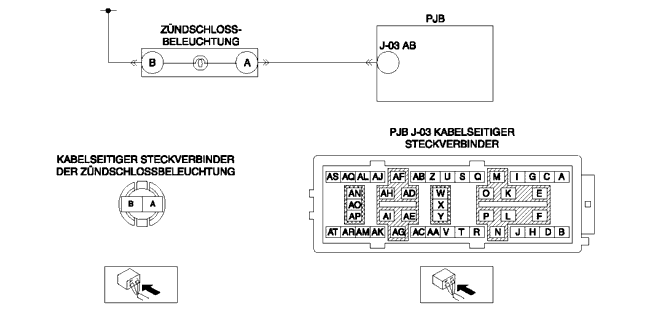 ZÜNDSCHLOSS-
BELEUCHTUNG
B
A
PJB
J-03 AB
KABELSEITIGER STECKVERBINDER
DER ZÜNDSCHLOSSBELEUCHTUNG
B A
PJB J-03 KABELSEITIGER
STECKVERBINDER
AS AQ AL AJ AF AB Z U S Q M I G C A
AN AH AD W O K E
AO X
AP AI AE Y P L F
AT AR AM AK AG AC AA V T R N J H D B